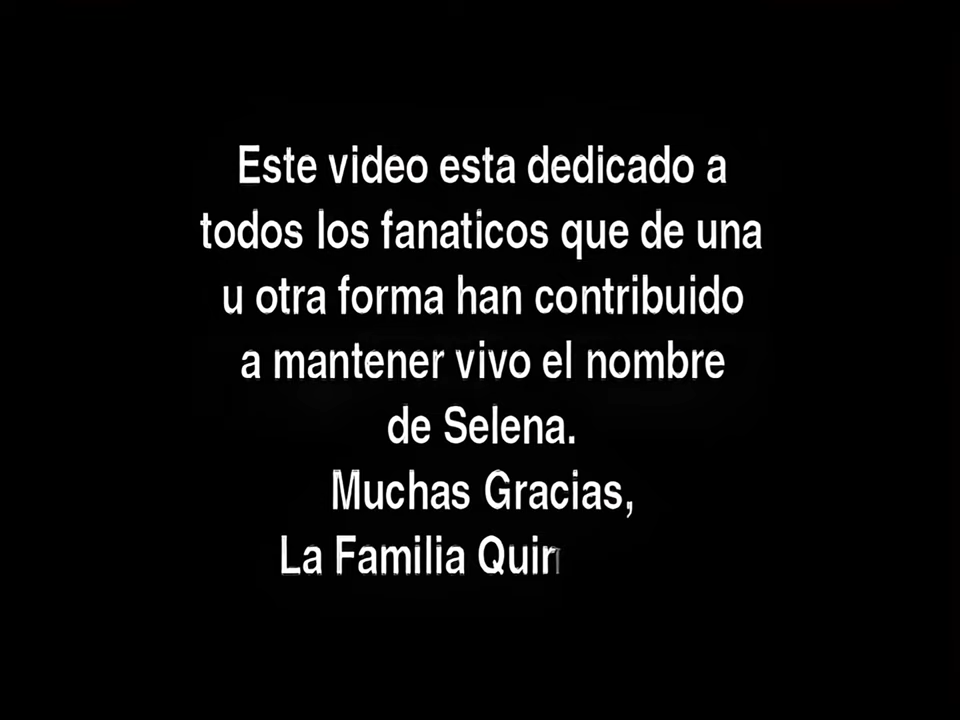 Este video esta dedicado a
todos los fanaticos que de una
u otra forma han contribuido
a mantener vivo el nombre
de Selena.
Muchas Gracias,
La Familia